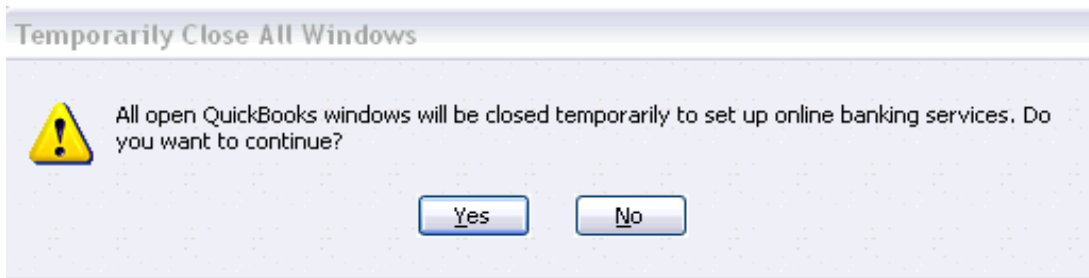 Temporarily Close All Windows
All open QuickBooks windows will be closed temporarily to set up online banking services. Do
you want to continue?
Yes No